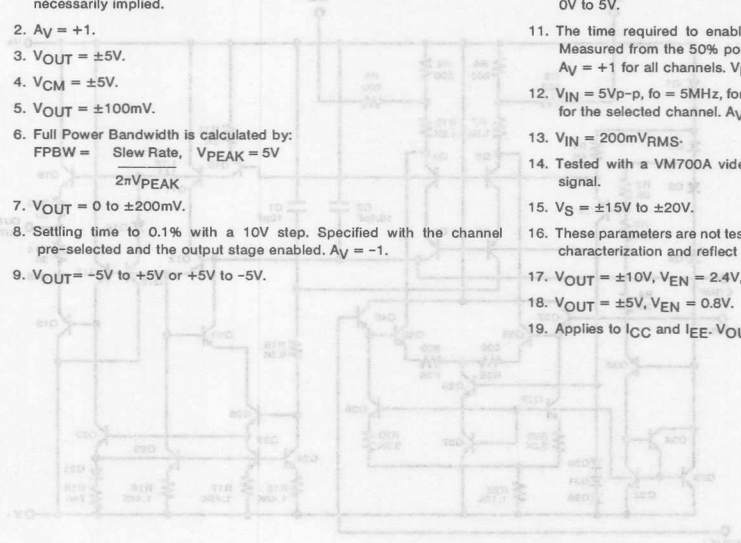 necessarily implied.
2. AV = +1.
3. VOUT = ±5V.
4. VCM = ±5V.
5. VOUT = ±100mV.
6. Full Power Bandwidth is calculated by:
FPBW = Slew Rate, VPEAK = 5V
2πVPEAK
7. VOUT = 0 to ±200mV.
8. Settling time to 0.1% with a 10V step. Specified with the channel
pre-selected and the output stage enabled. AV = −1.
9. VOUT= −5V to +5V or +5V to −5V.
0V to 5V.
11. The time required to enabl
Measured from the 50% po
AV = +1 for all channels.
12. VIN = 5Vp−p, fo = 5MHz, for
for the selected channel.
13. VIN = 200mVRMS.
14. Tested with a VM700A vide
signal.
15. VS = ±15V to ±20V.
16. These parameters are not tes
characterization and reflect
17. VOUT = ±10V, VEN = 2.4V,
18. VOUT = ±5V, VEN = 0.8V.
19. Applies to ICC and IEE.